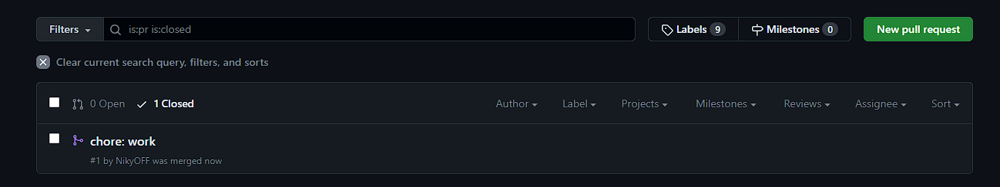 Filters is:pr is:closed Labels 9 Milestones 0 New pull request
Clear current search query, filters, and sorts
0 Open 1 Closed Author Label Projects Milestones Reviews Assignee Sort
chore: work
#1 by NikyOFF was merged now